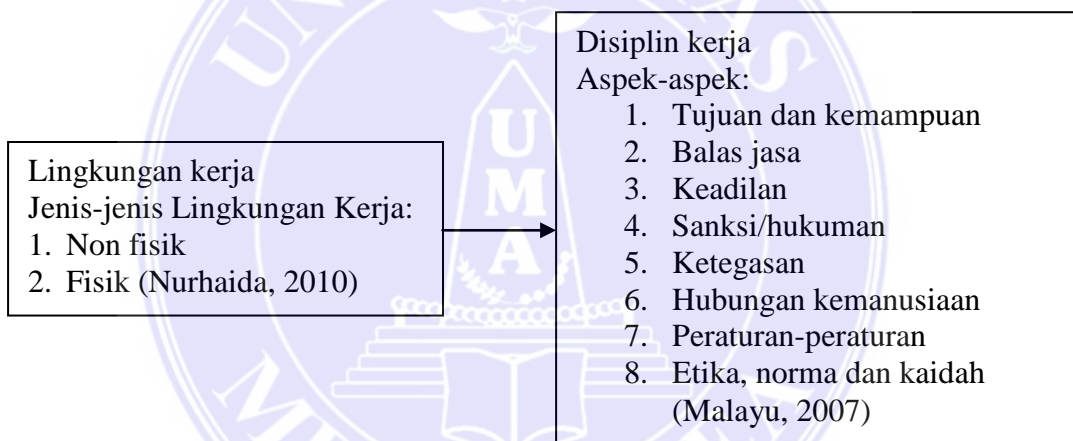 Lingkungan kerja
Jenis-jenis Lingkungan Kerja:
1. Non fisik
2. Fisik (Nurhaida, 2010)
Disiplin kerja
Aspek-aspek:
1. Tujuan dan kemampuan
2. Balas jasa
3. Keadilan
4. Sanksi/hukuman
5. Ketegasan
6. Hubungan kemanusiaan
7. Peraturan-peraturan
8. Etika, norma dan kaidah
(Malayu, 2007)
U
M
A